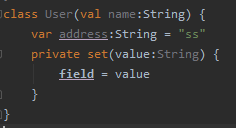 class User(val name:String) {
    var address:String = "ss"
    private set(value:String) {
        field = value
    }
}